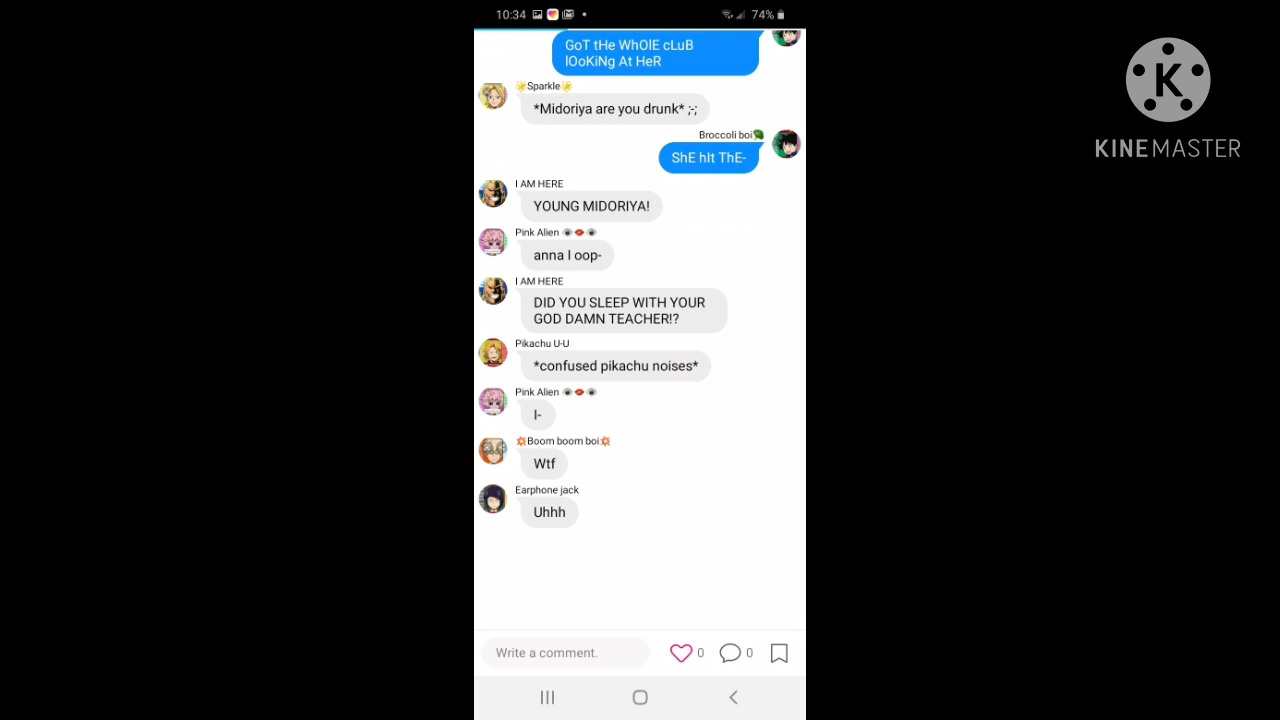 10:34
74%
GoT tHe WhOlE cLuB
lOoKiNg At HeR
Sparkle
*Midoriya are you drunk* ;-;
Broccoli boi
ShE hIt ThE-
I AM HERE
YOUNG MIDORIYA!
Pink Alien
anna I oop-
I AM HERE
DID YOU SLEEP WITH YOUR
GOD DAMN TEACHER!?
Pikachu U-U
*confused pikachu noises*
Pink Alien
I-
Boom boom boi
Wtf
Earphone jack
Uhhh
Write a comment.
0
0
K
KINEMASTER